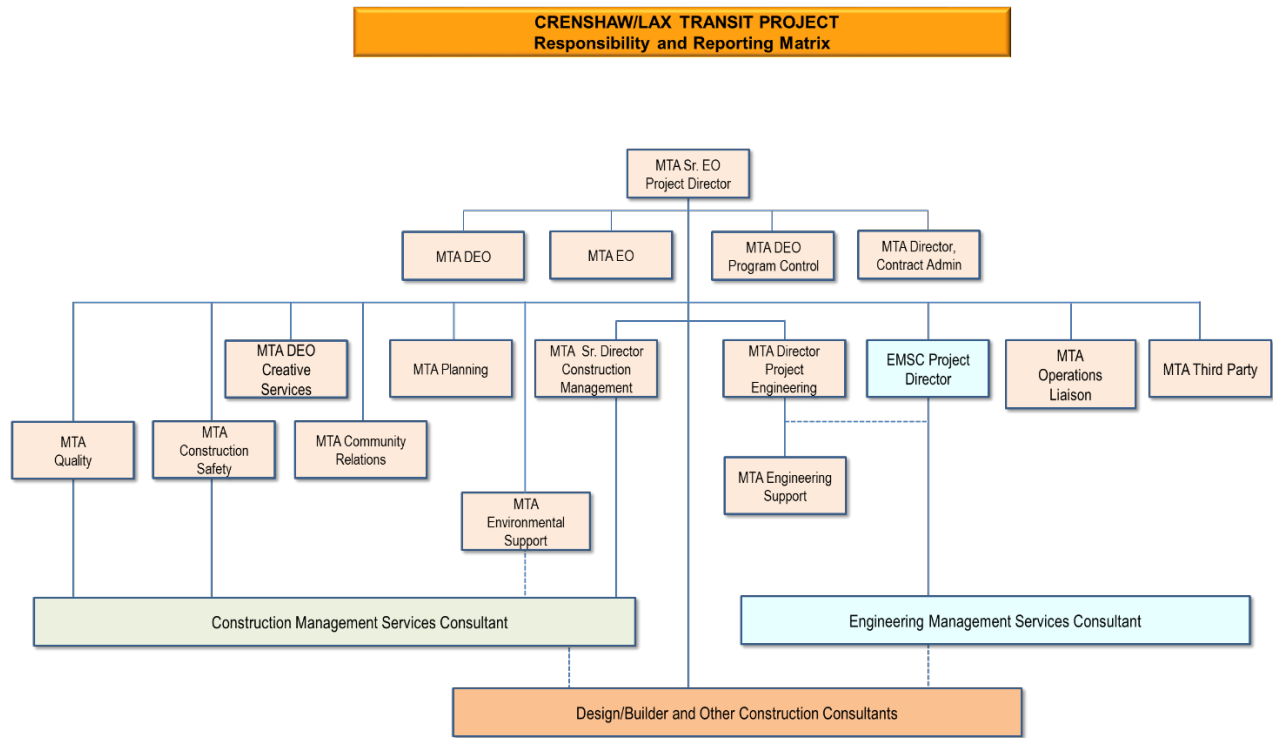 CRENSHAW/LAX TRANSIT PROJECT
Responsibility and Reporting Matrix
MTA Sr. EO
Project Director
MTA DEO
MTA EO
MTA DEO
Program Control
MTA Director,
Contract Admin
MTA DEO
Creative
Services
MTA Planning
MTA Sr. Director
Construction
Management
MTA Director
Project
Engineering
EMSC Project
Director
MTA
Operations
Liaison
MTA Third Party
MTA
Quality
MTA
Construction
Safety
MTA Community
Relations
MTA Engineering
Support
MTA
Environmental
Support
Construction Management Services Consultant
Engineering Management Services Consultant
Design/Builder and Other Construction Consultants